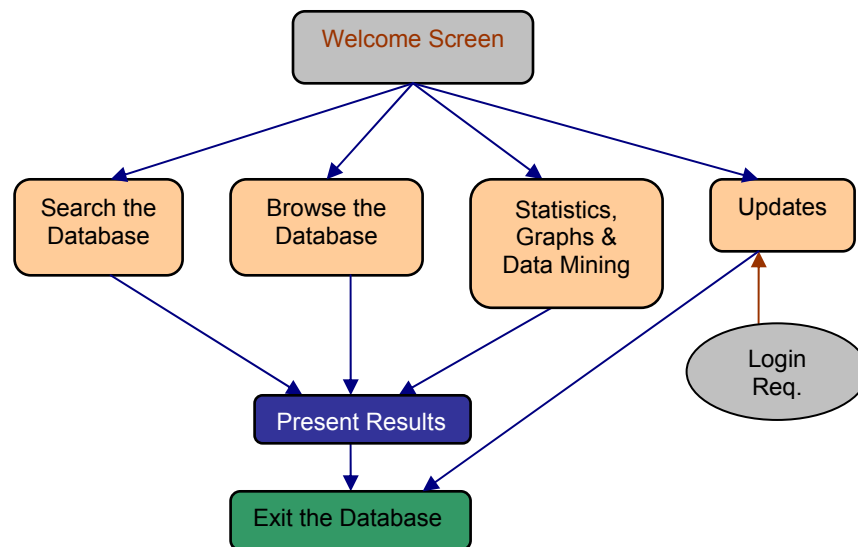 Welcome Screen
Search the
Database
Browse the
Database
Statistics,
Graphs &
Data Mining
Updates
Login
Req.
Present Results
Exit the Database